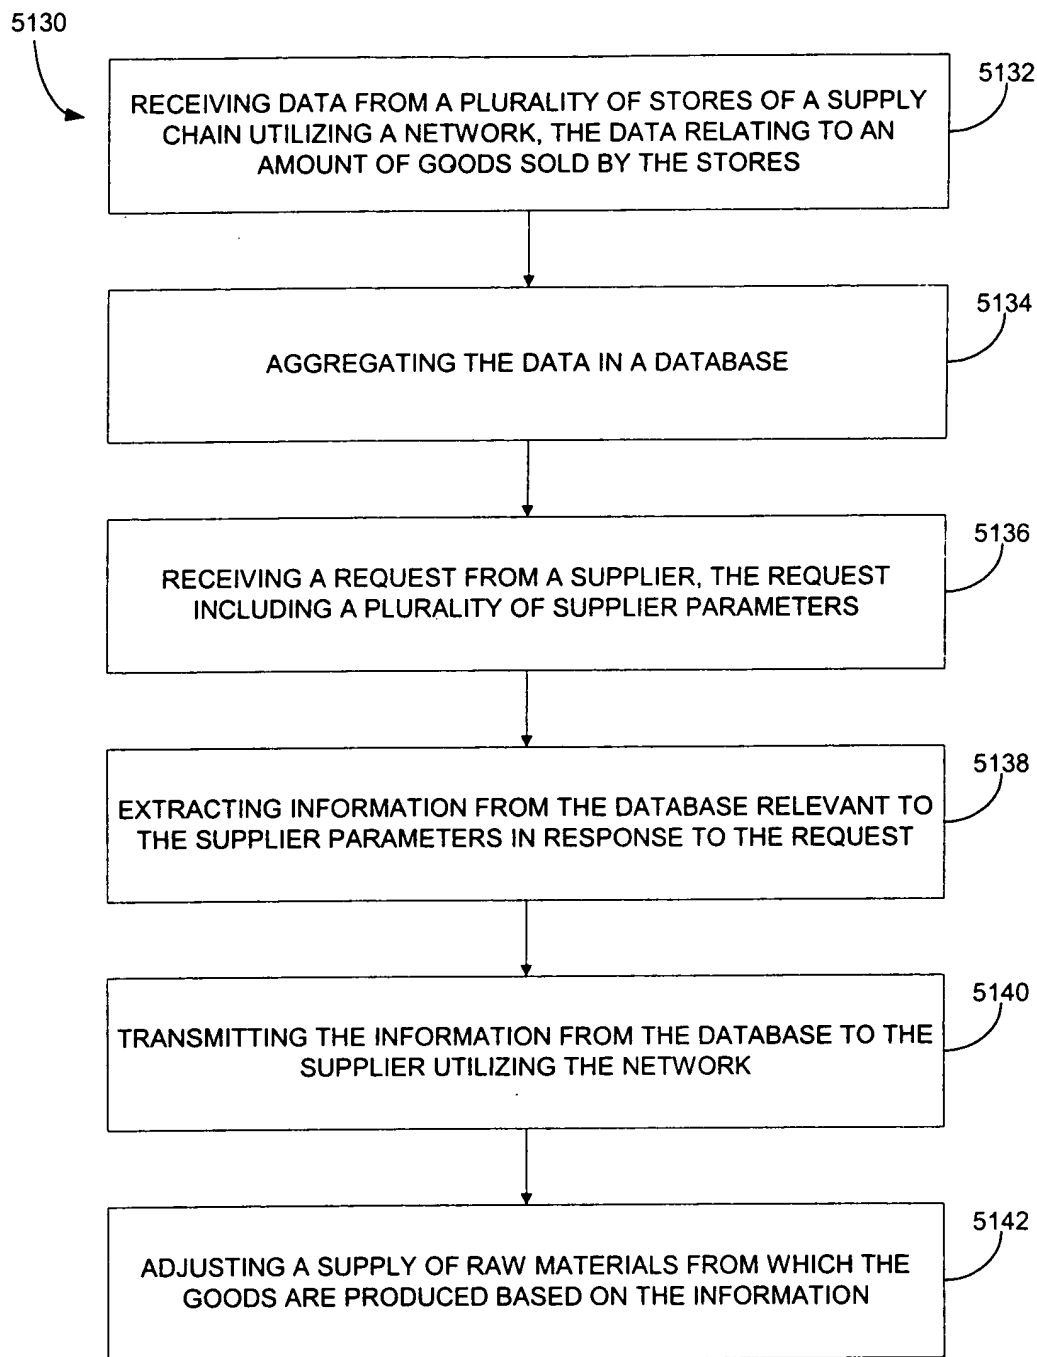 5130
5132
RECEIVING DATA FROM A PLURALITY OF STORES OF A SUPPLY
CHAIN UTILIZING A NETWORK, THE DATA RELATING TO AN
AMOUNT OF GOODS SOLD BY THE STORES
5134
AGGREGATING THE DATA IN A DATABASE
5136
RECEIVING A REQUEST FROM A SUPPLIER, THE REQUEST
INCLUDING A PLURALITY OF SUPPLIER PARAMETERS
5138
EXTRACTING INFORMATION FROM THE DATABASE RELEVANT TO
THE SUPPLIER PARAMETERS IN RESPONSE TO THE REQUEST
5140
TRANSMITTING THE INFORMATION FROM THE DATABASE TO THE
SUPPLIER UTILIZING THE NETWORK
5142
ADJUSTING A SUPPLY OF RAW MATERIALS FROM WHICH THE
GOODS ARE PRODUCED BASED ON THE INFORMATION